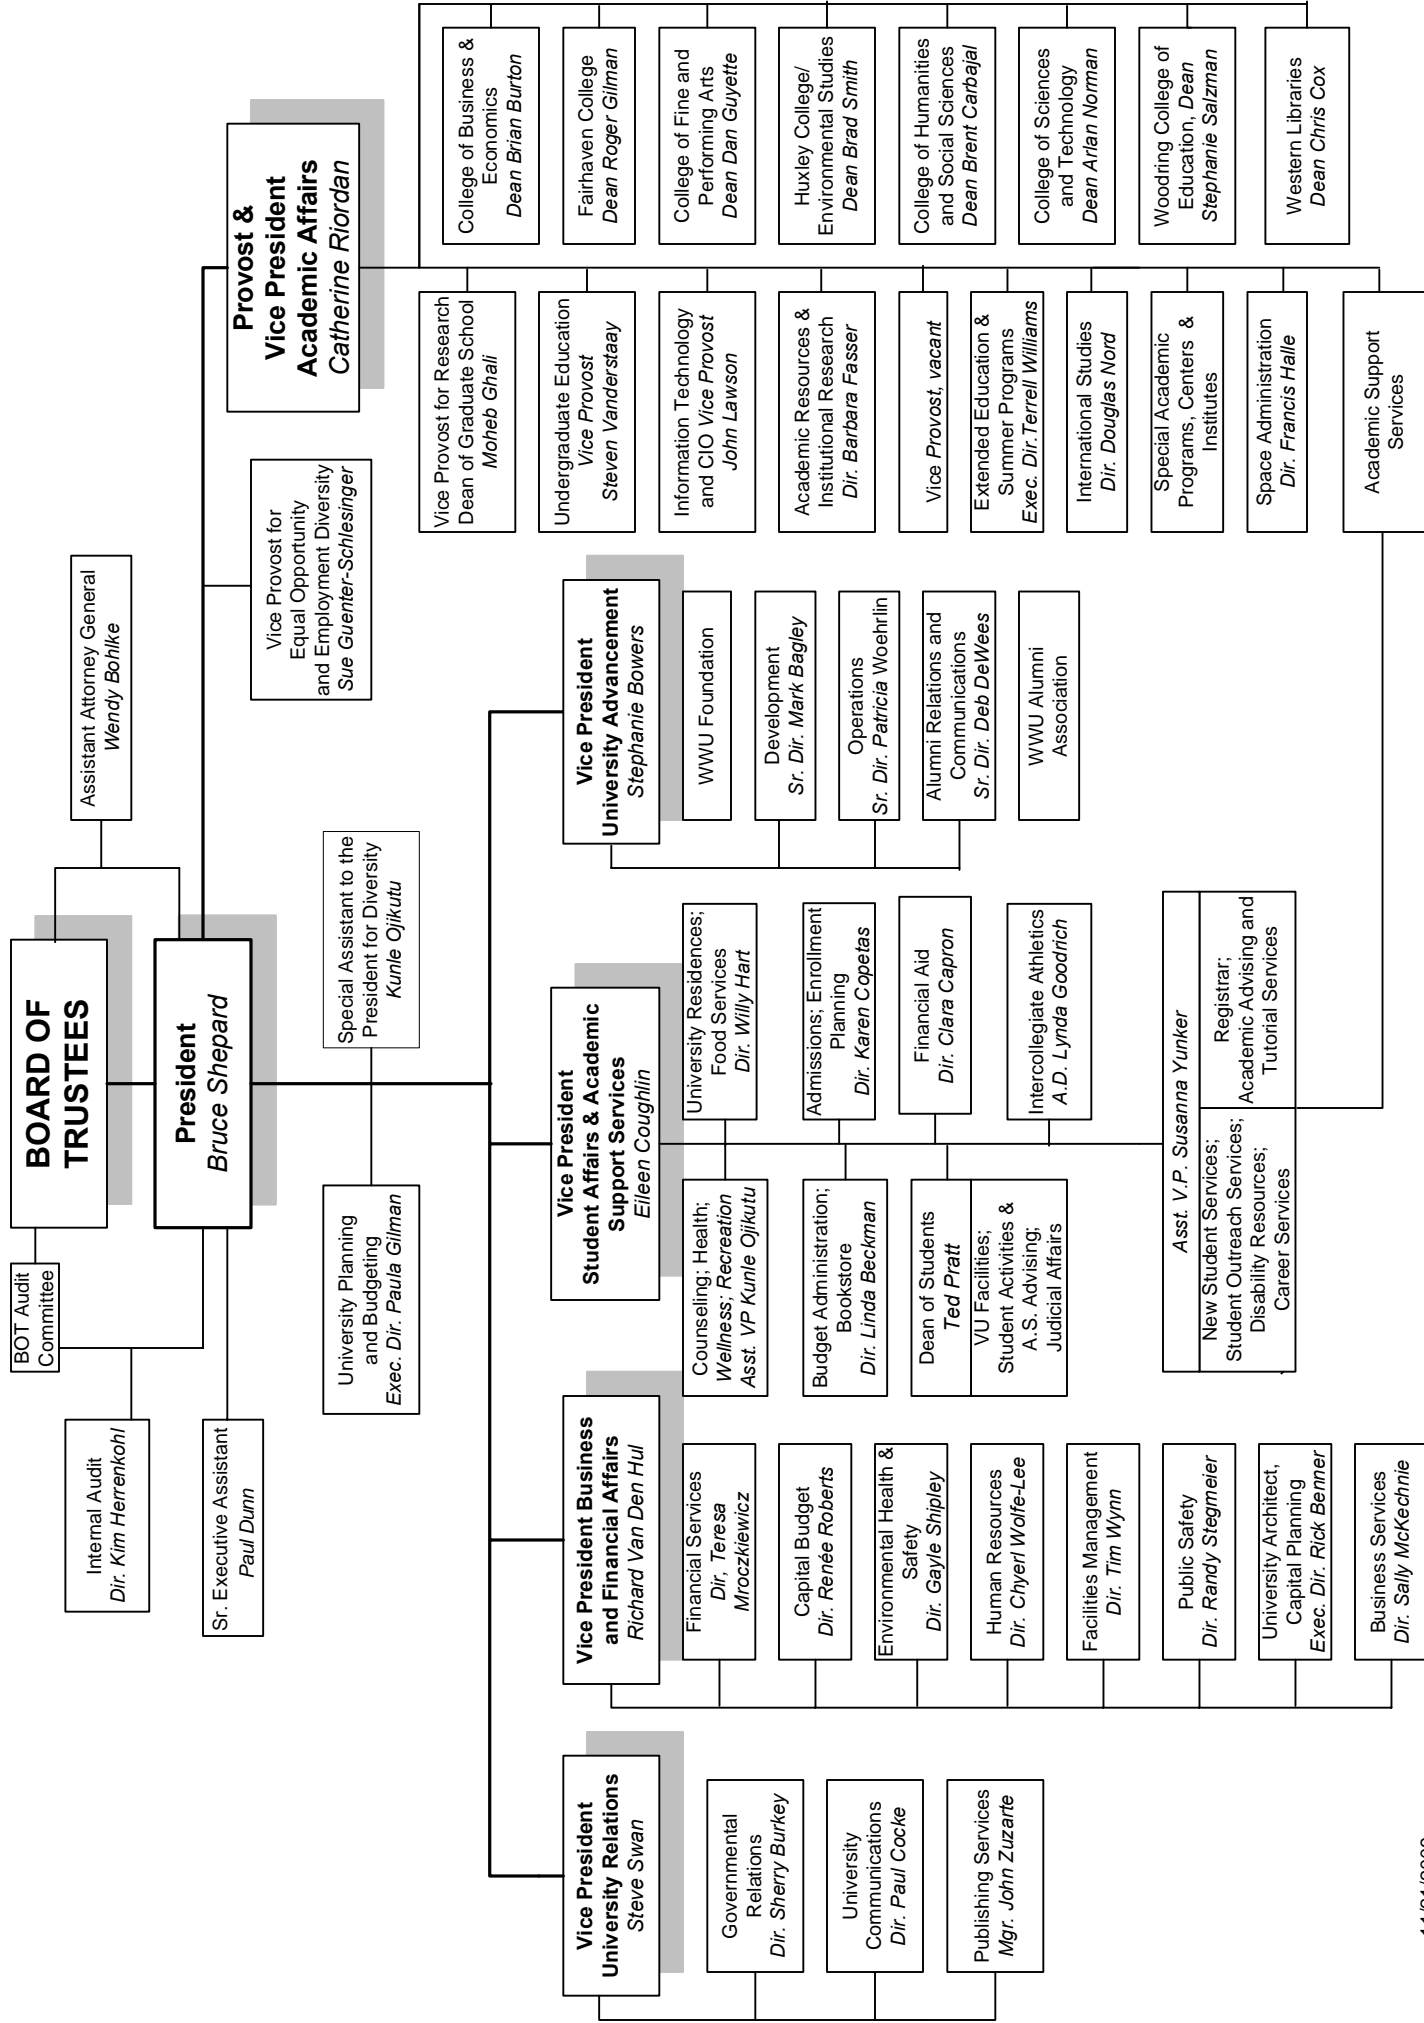 BOARD OF
TRUSTEES
BOT Audit
Committee
Assistant Attorney General
Wendy Bohlke
President
Bruce Shepard
Internal Audit
Dir. Kim Herrenkohl
Sr. Executive Assistant
Paul Dunn
Vice Provost for
Equal Opportunity
and Employment Diversity
Sue Guenter-Schlesinger
Provost &
Vice President
Academic Affairs
Catherine Riordan
University Planning
and Budgeting
Exec. Dir. Paula Gilman
Special Assistant to the
President for Diversity
Kunle Ojikutu
Vice President
University Relations
Steve Swan
Governmental
Relations
Dir. Sherry Burkey
University
Communications
Dir. Paul Cocke
Publishing Services
Mgr. John Zuzarte
Vice President Business
and Financial Affairs
Richard Van Den Hul
Financial Services
Dir, Teresa
Mroczkiewicz
Capital Budget
Dir. Renée Roberts
Environmental Health &
Safety
Dir. Gayle Shipley
Human Resources
Dir. Chyerl Wolfe-Lee
Facilities Management
Dir. Tim Wynn
Public Safety
Dir. Randy Stegmeier
University Architect,
Capital Planning
Exec. Dir. Rick Benner
Business Services
Dir. Sally McKechnie
Vice President
Student Affairs & Academic
Support Services
Eileen Coughlin
Counseling; Health;
Wellness; Recreation
Asst. VP Kunle Ojikutu
University Residences;
Food Services
Dir. Willy Hart
Budget Administration;
Bookstore
Dir. Linda Beckman
Admissions; Enrollment
Planning
Dir. Karen Copetas
Dean of Students
Ted Pratt
VU Facilities;
Student Activities &
A.S. Advising;
Judicial Affairs
Financial Aid
Dir. Clara Capron
Intercollegiate Athletics
A.D. Lynda Goodrich
Asst. V.P. Susanna Yunker
New Student Services;
Student Outreach Services;
Disability Resources;
Career Services
Registrar;
Academic Advising and
Tutorial Services
Vice President
University Advancement
Stephanie Bowers
WWU Foundation
Development
Sr. Dir. Mark Bagley
Operations
Sr. Dir. Patricia Woehrlin
Alumni Relations and
Communications
Sr. Dir. Deb DeWees
WWU Alumni
Association
Vice Provost for Research
Dean of Graduate School
Moheb Ghali
Undergraduate Education
Vice Provost
Steven Vanderstaay
Information Technology
and CIO Vice Provost
John Lawson
Academic Resources &
Institutional Research
Dir. Barbara Fasser
Vice Provost, vacant
Extended Education &
Summer Programs
Exec. Dir. Terrell Williams
International Studies
Dir. Douglas Nord
Special Academic
Programs, Centers &
Institutes
Space Administration
Dir. Francis Halle
Academic Support
Services
College of Business &
Economics
Dean Brian Burton
Fairhaven College
Dean Roger Gilman
College of Fine and
Performing Arts
Dean Dan Guyette
Huxley College/
Environmental Studies
Dean Brad Smith
College of Humanities
and Social Sciences
Dean Brent Carbajal
College of Sciences
and Technology
Dean Arlan Norman
Woodring College of
Education, Dean
Stephanie Salzman
Western Libraries
Dean Chris Cox